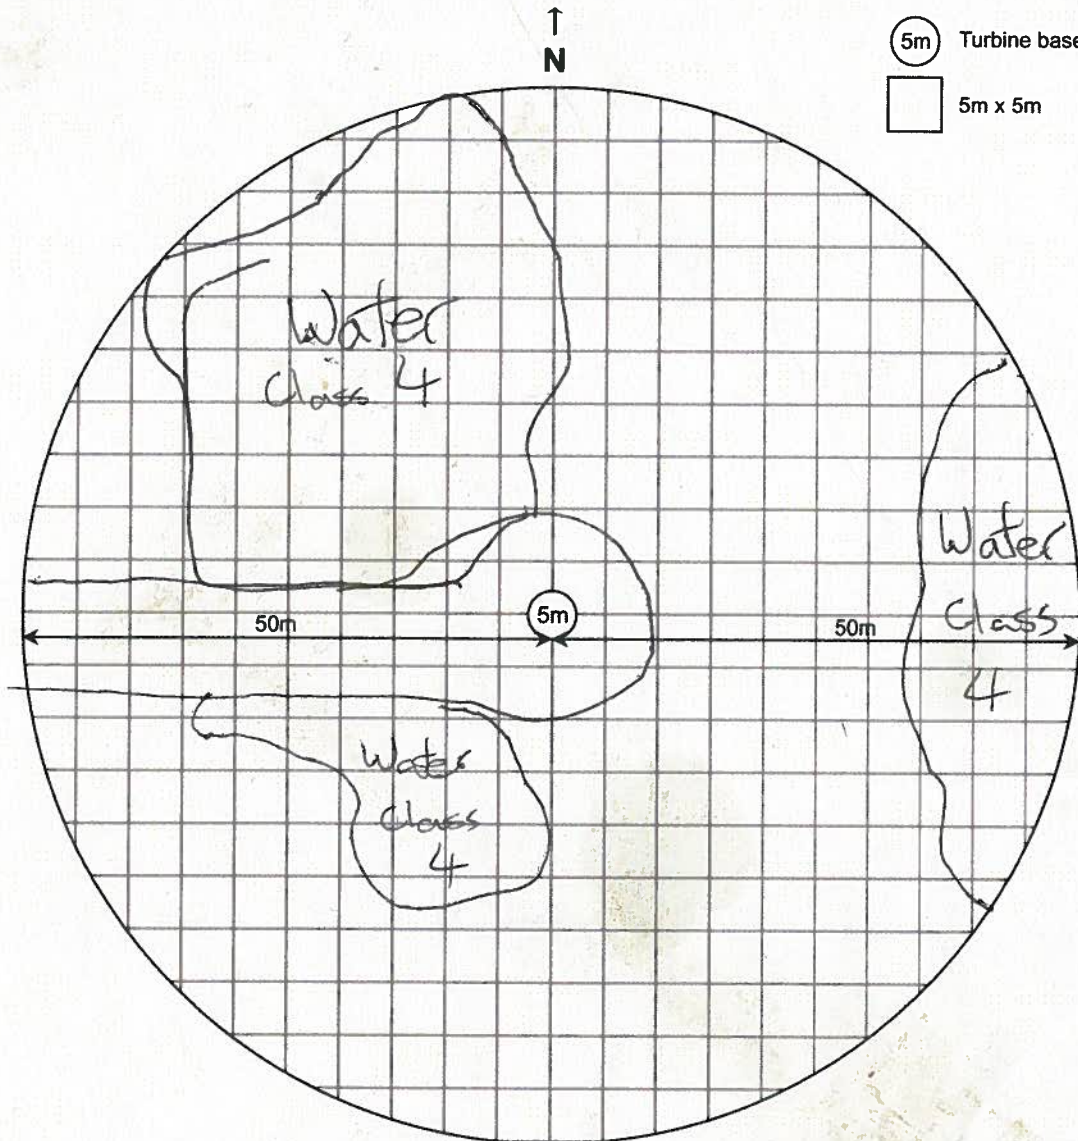 ↑
N
5m Turbine base
5m x 5m
Water
Class 4
Water
Class
4
50m
5m
50m
Water
Class
4